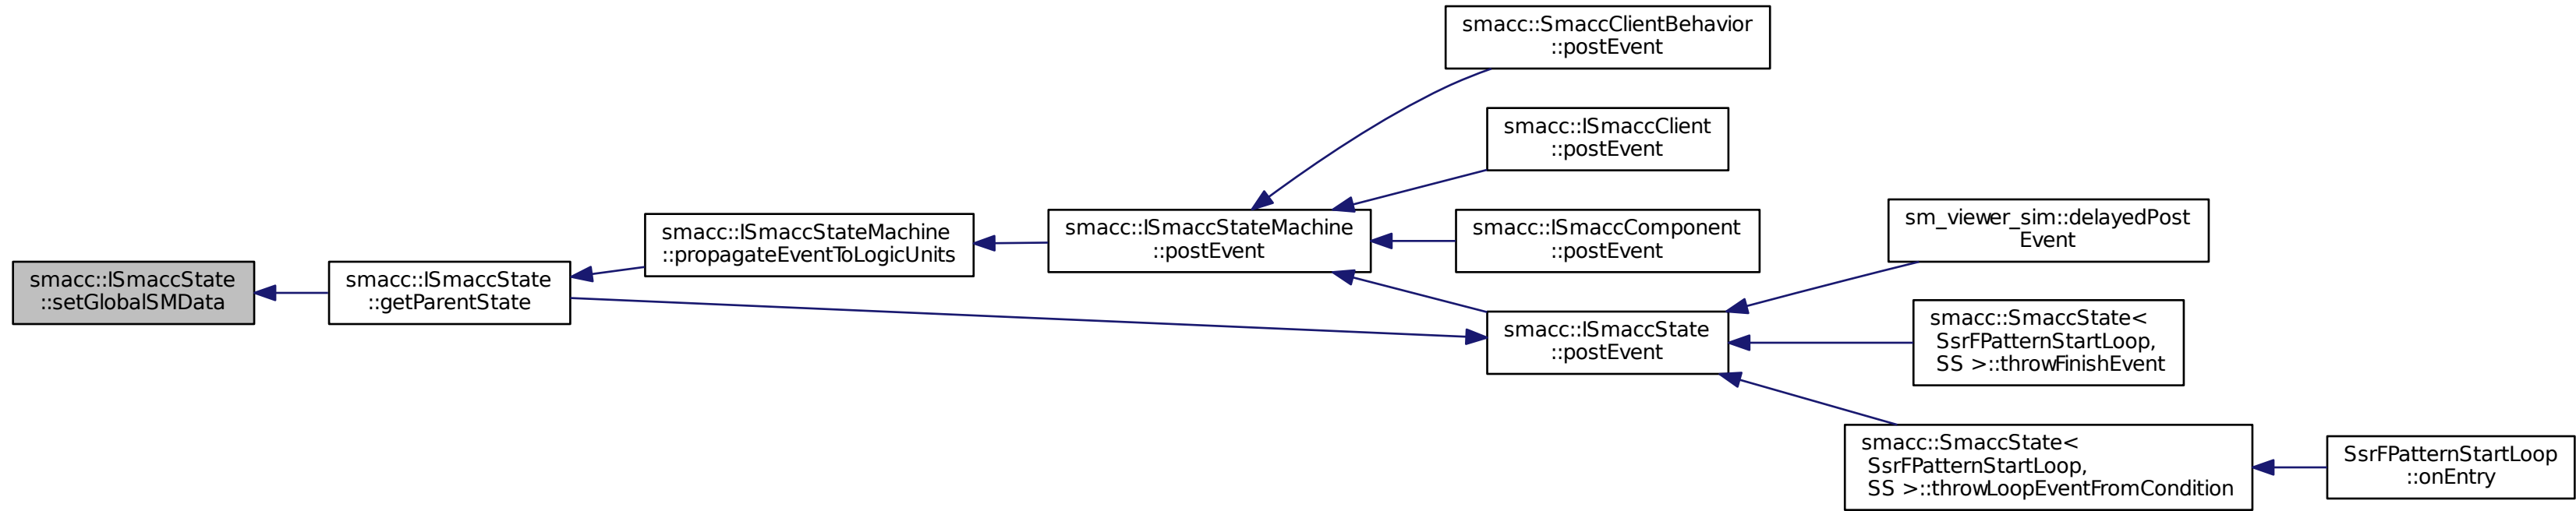 smacc::ISmaccState
::setGlobalSMData
smacc::ISmaccState
::getParentState
smacc::ISmaccStateMachine
::propagateEventToLogicUnits
smacc::ISmaccStateMachine
::postEvent
smacc::SmaccClientBehavior
::postEvent
smacc::ISmaccClient
::postEvent
smacc::ISmaccComponent
::postEvent
smacc::ISmaccState
::postEvent
sm_viewer_sim::delayedPost
Event
smacc::SmaccState<
SsrFPatternStartLoop,
SS >::throwFinishEvent
smacc::SmaccState<
SsrFPatternStartLoop,
SS >::throwLoopEventFromCondition
SsrFPatternStartLoop
::onEntry